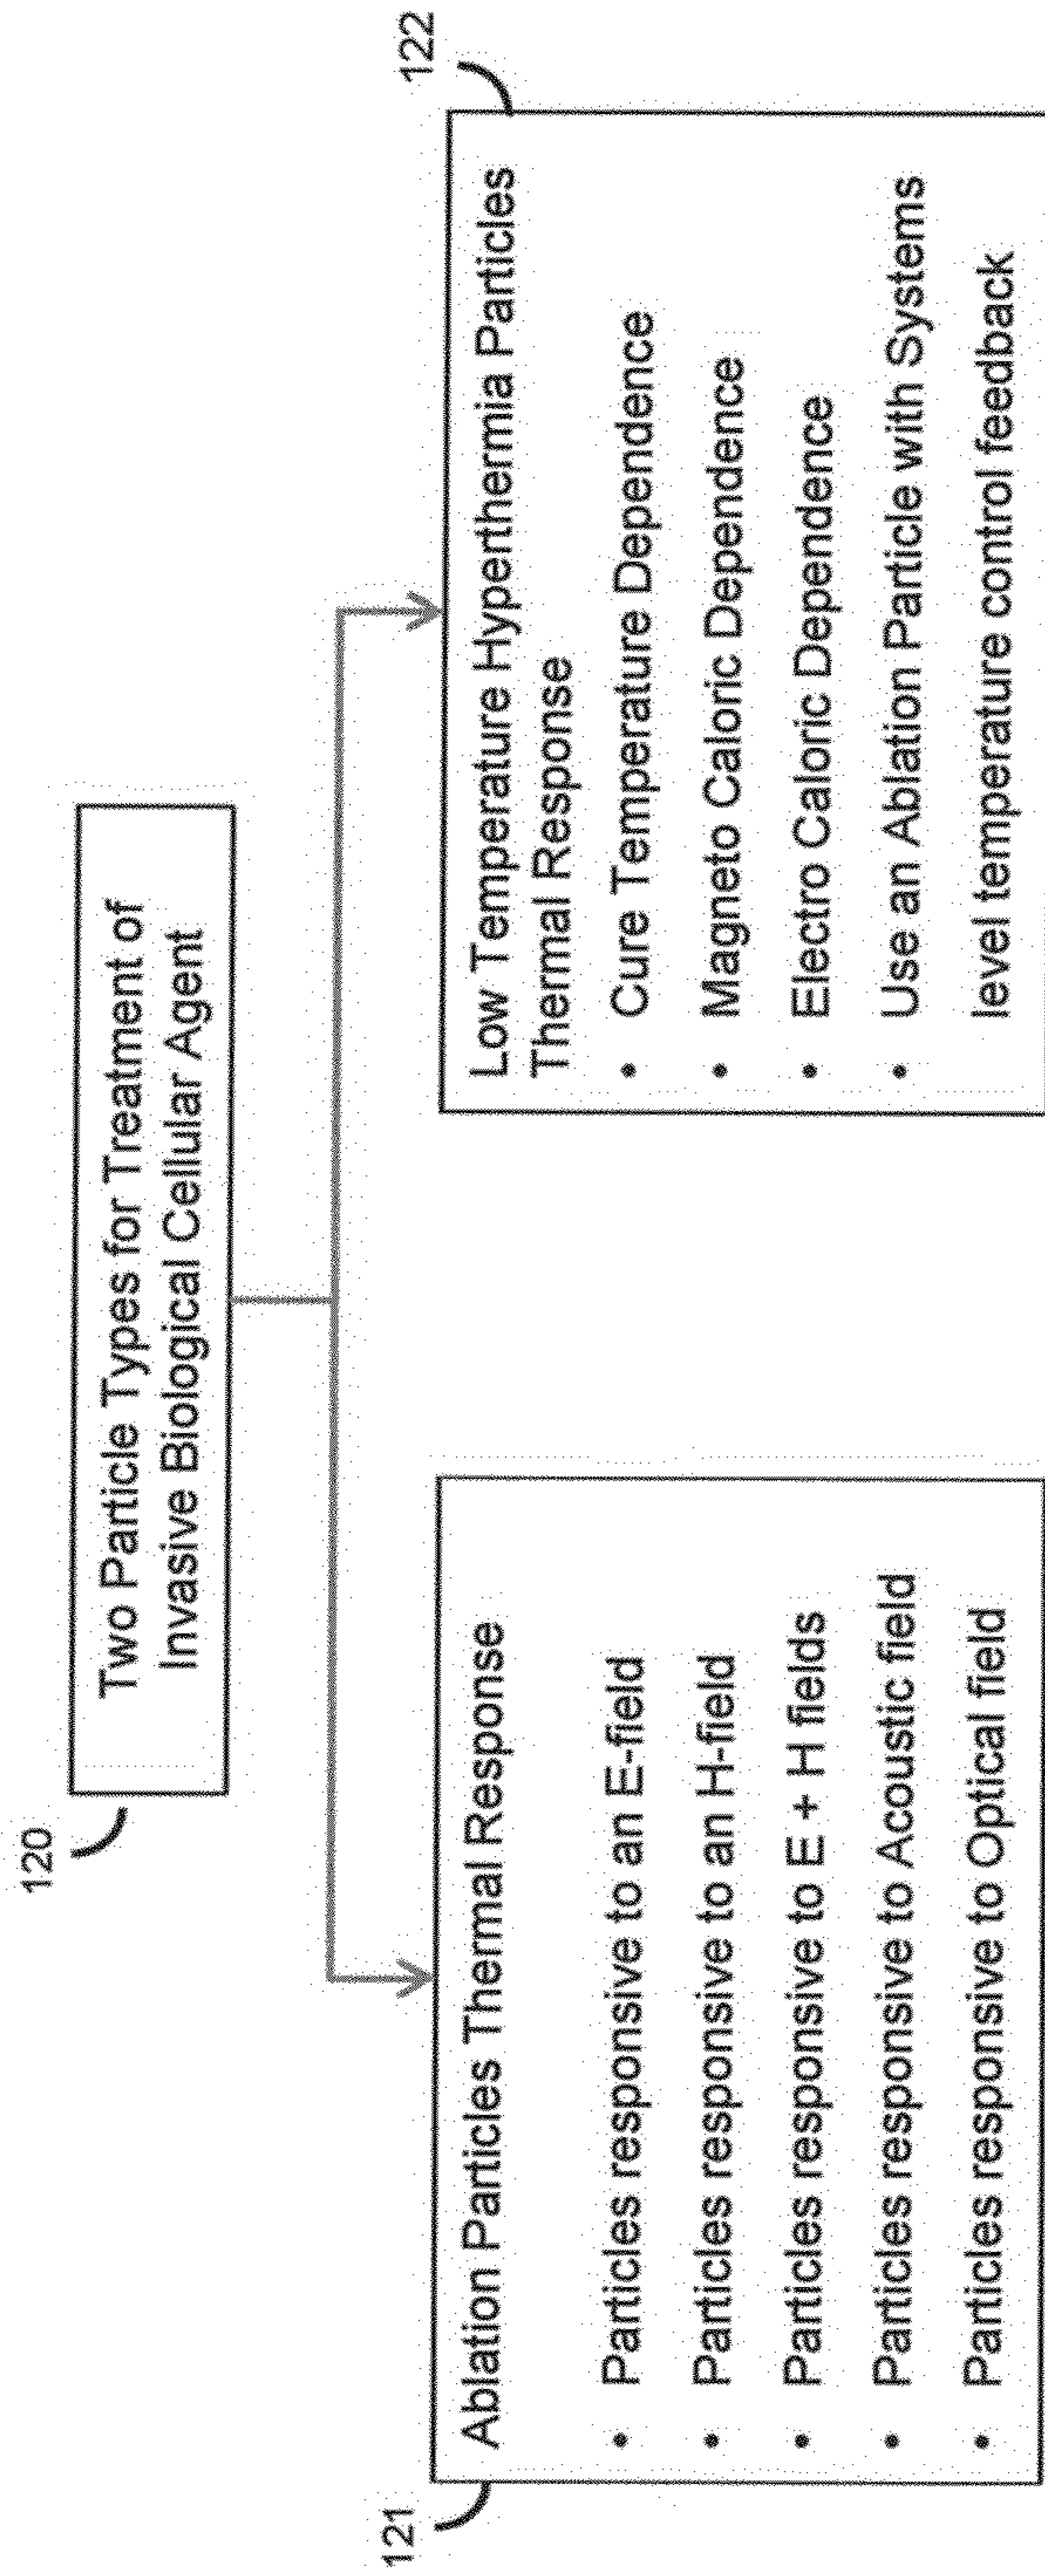 120
Two Particle Types for Treatment of
Invasive Biological Cellular Agent
121
Ablation Particles Thermal Response
• Particles responsive to an E-field
• Particles responsive to an H-field
• Particles responsive to E + H fields
• Particles responsive to Acoustic field
• Particles responsive to Optical field
122
Low Temperature Hyperthermia Particles
Thermal Response
• Cure Temperature Dependence
• Magneto Caloric Dependence
• Electro Caloric Dependence
• Use an Ablation Particle with Systems
level temperature control feedback